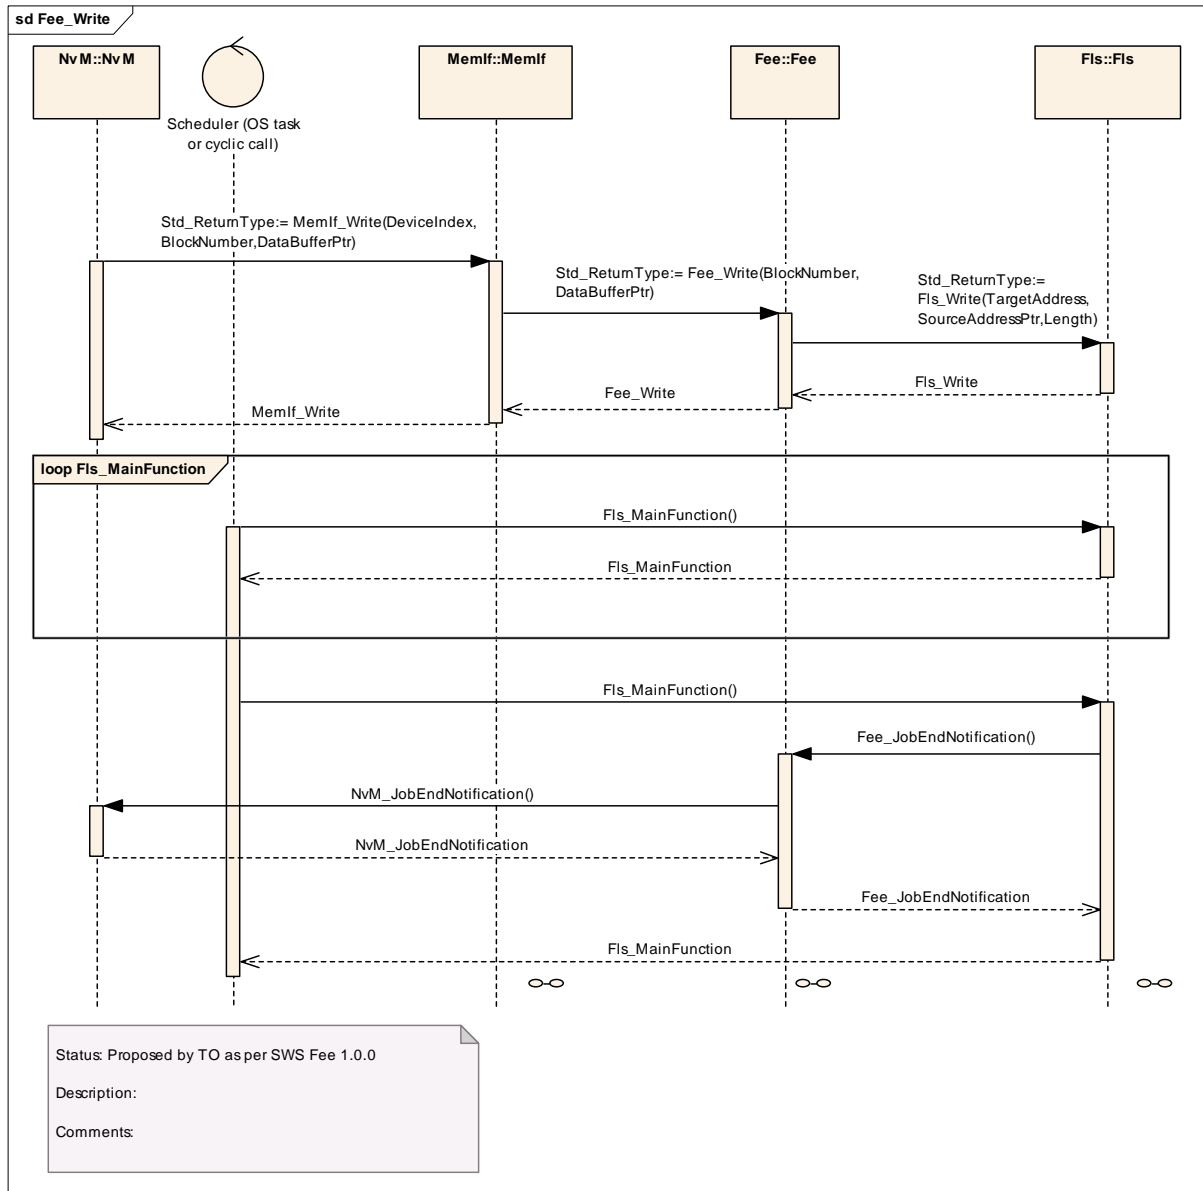 sd Fee_Write
NvM::NvM
MemIf::MemIf
Fee::Fee
Fls::Fls
Scheduler (OS task
or cyclic call)
Std_ReturnType:= MemIf_Write(DeviceIndex,
BlockNumber,DataBufferPtr)
Std_ReturnType:= Fee_Write(BlockNumber,
DataBufferPtr)
Std_ReturnType:=
Fls_Write(TargetAddress,
SourceAddressPtr,Length)
Fls_Write
Fee_Write
MemIf_Write
loop Fls_MainFunction
Fls_MainFunction()
Fls_MainFunction
Fls_MainFunction()
Fee_JobEndNotification()
NvM_JobEndNotification()
NvM_JobEndNotification
Fee_JobEndNotification
Fls_MainFunction
Status: Proposed by TO as per SWS Fee 1.0.0
Description:
Comments: